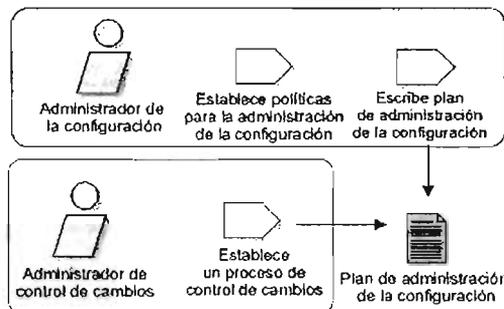 Administrador de
la configuración
Establece políticas
para la administración
de la configuración
Escribe plan
de administración
de la configuración
Administrador de
control de cambios
Establece
un proceso de
control de cambios
Plan de administración
de la configuración